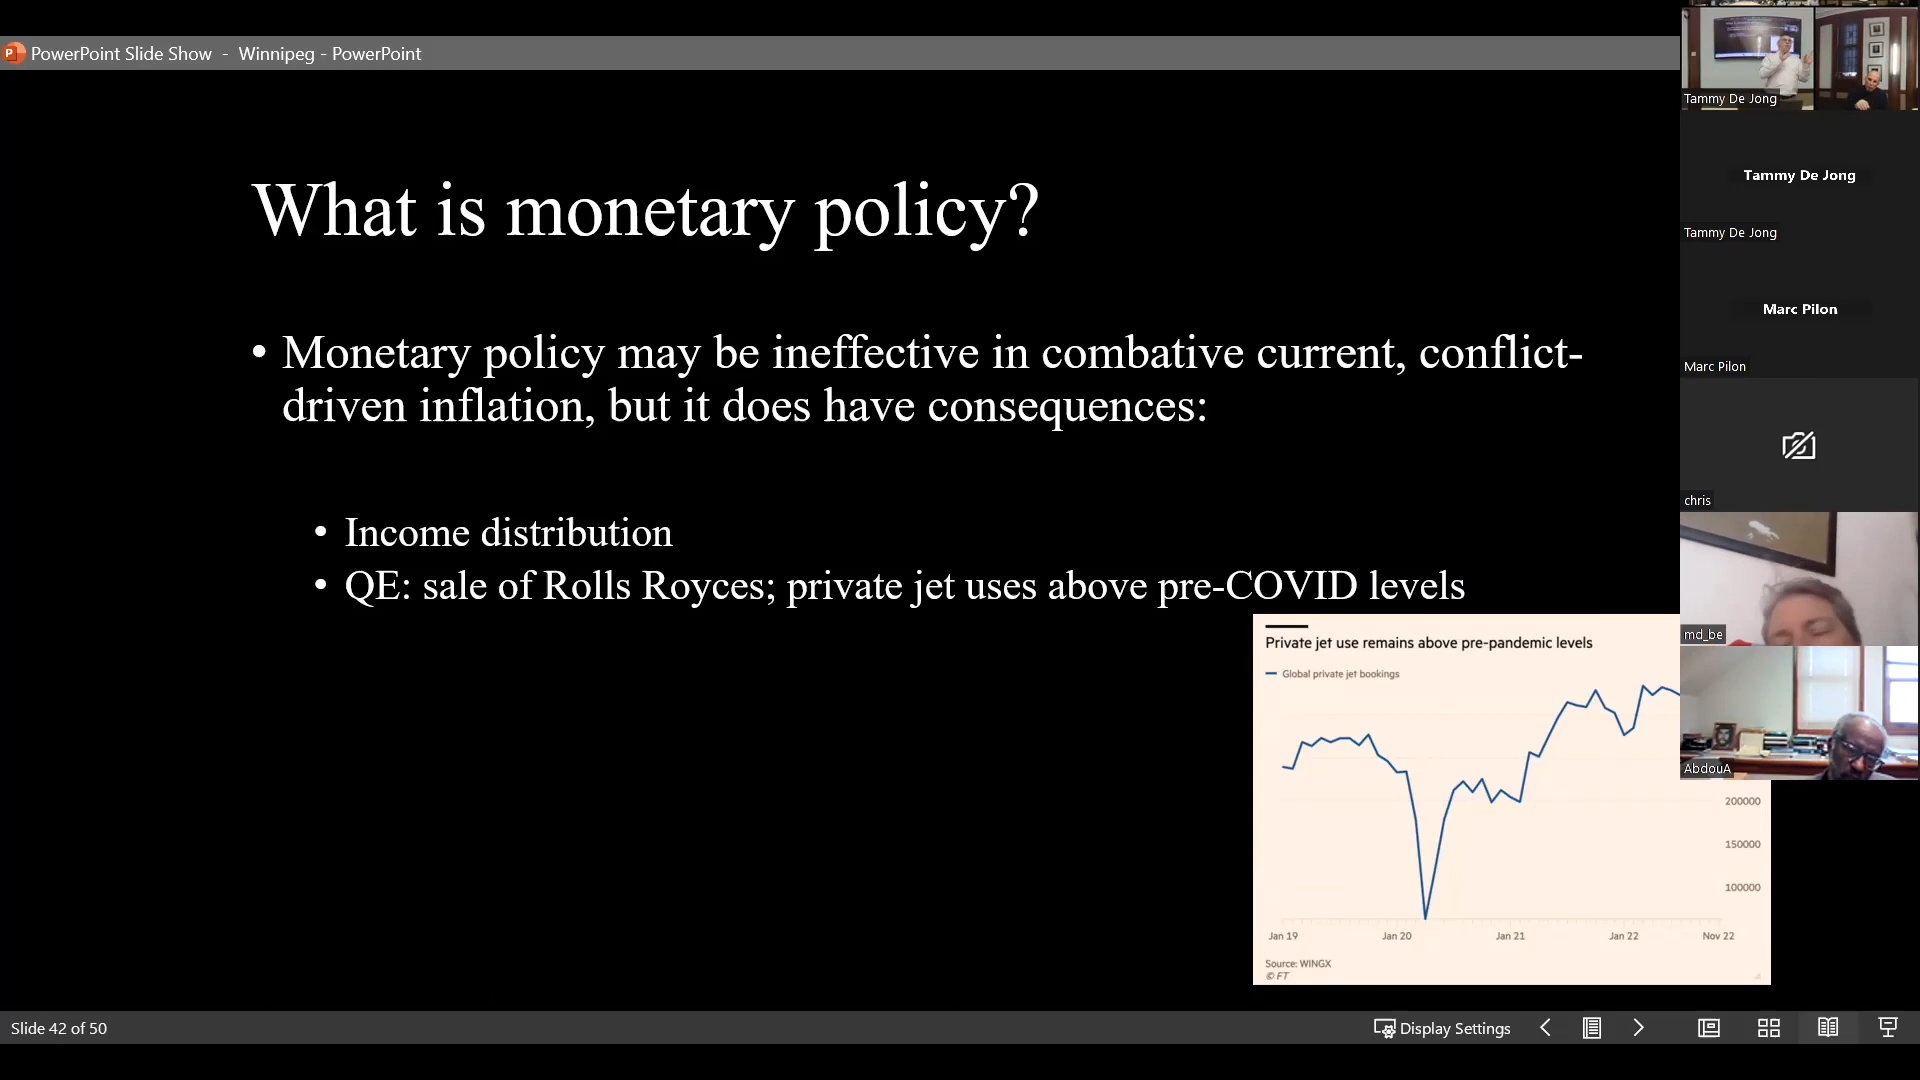 PowerPoint Slide Show - Winnipeg - PowerPoint
What is monetary policy?
• Monetary policy may be ineffective in combative current, conflict-
driven inflation, but it does have consequences:
• Income distribution
• QE: sale of Rolls Royces; private jet uses above pre-COVID levels
Private jet use remains above pre-pandemic levels
Global private jet bookings
200000
150000
100000
Jan 19 Jan 20 Jan 21 Jan 22 Nov 22
Source: WINGX
© FT
Tammy De Jong
Tammy De Jong
Tammy De Jong
Marc Pilon
Marc Pilon
chris
md_be
AbdouA
Slide 42 of 50
Display Settings